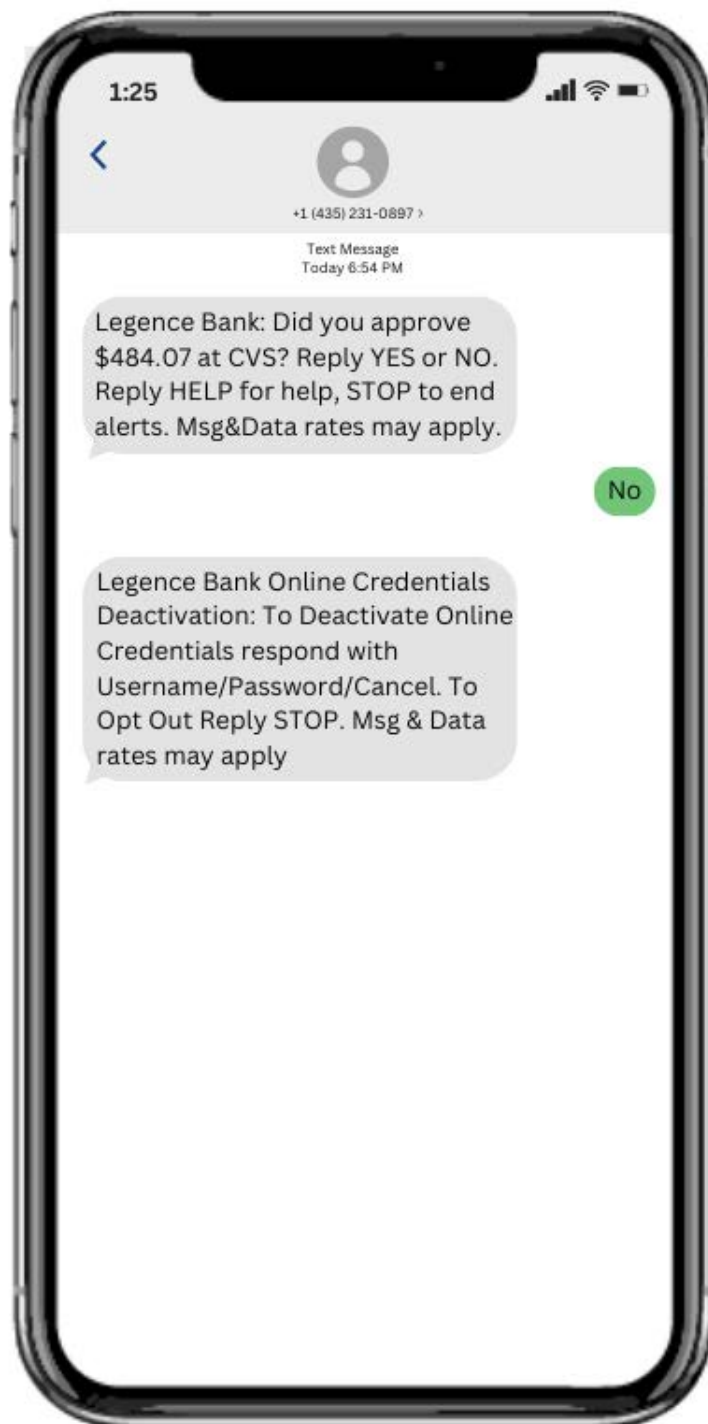 1:25
+1 (435) 231-0897 >
Text Message
Today 6:54 PM
Legence Bank: Did you approve
$484.07 at CVS? Reply YES or NO.
Reply HELP for help, STOP to end
alerts. Msg&Data rates may apply.
No
Legence Bank Online Credentials
Deactivation: To Deactivate Online
Credentials respond with
Username/Password/Cancel. To
Opt Out Reply STOP. Msg & Data
rates may apply